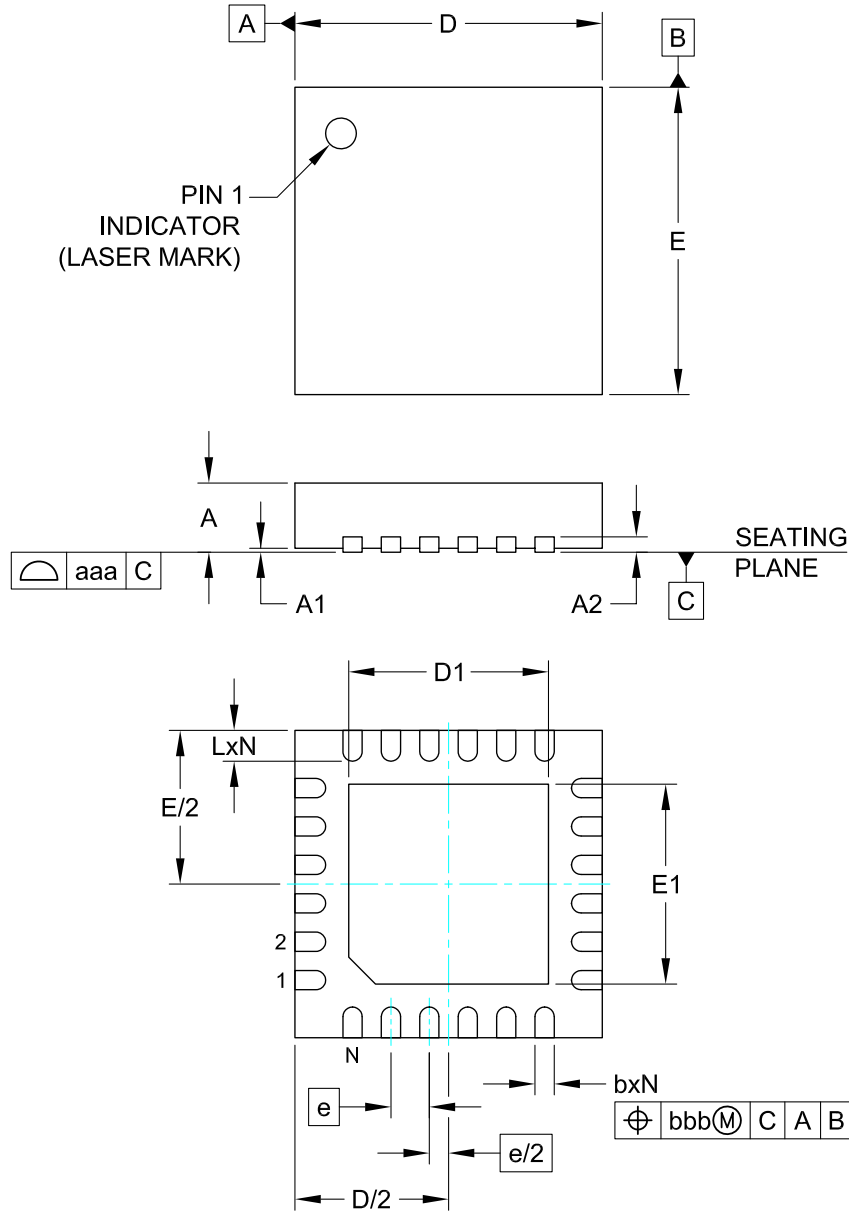 A
D
B
PIN 1
INDICATOR
(LASER MARK)
E
A
SEATING
PLANE
aaa C
A1
A2
C
D1
LxN
E/2
E1
2
1
N
bxN
e
bbbⓂ C A B
e/2
D/2